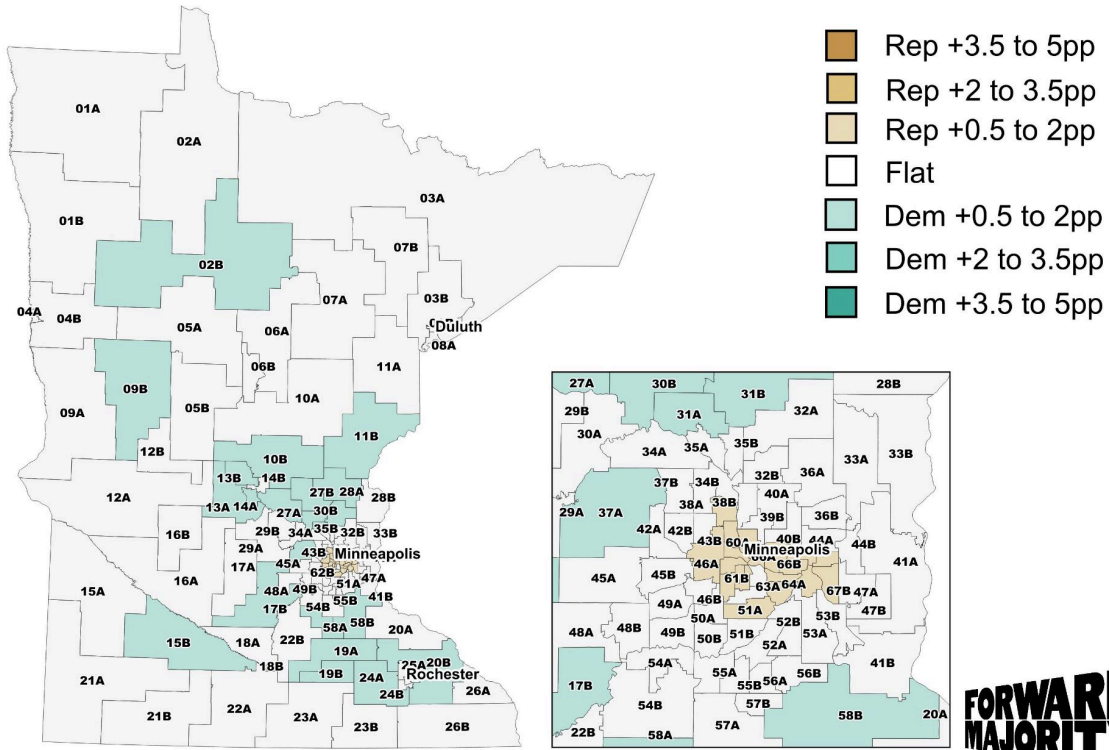 Rep +3.5 to 5pp
Rep +2 to 3.5pp
Rep +0.5 to 2pp
Flat
Dem +0.5 to 2pp
Dem +2 to 3.5pp
Dem +3.5 to 5pp
01A
02A
03A
01B
07B
02B
03B
07A
04A
04B
05A
06A
Duluth
08A
06B
11A
09B
05B
10A
09A
12B
11B
10B
13B
14B
12A
13A
14A
27B
28A
28B
27A
30B
16B
29B
34A
35B
32B
33B
29A
43B
Minneapolis
17A
45A
16A
62B
47A
15A
48A
49B
51A
41B
17B
54B
55B
58A
58B
20A
15B
18A
22B
19A
18B
19B
24A
25A
20B
Rochester
24B
26A
21A
21B
22A
23A
23B
26B
27A
30B
31B
28B
29B
31A
32A
30A
34A
35A
35B
33A
33B
37B
34B
32B
36A
29A
37A
38A
38B
40A
39B
36B
42A
42B
43B
60A
40B
44A
44B
Minneapolis
66A
66B
41A
45A
45B
46A
61B
63A
64A
67B
47A
49A
46B
51A
53B
47B
48A
48B
50A
52B
49B
50B
51B
52A
53A
54A
41B
17B
55A
56A
56B
55B
54B
57B
22B
58A
57A
58B
20A
FORWARD
MAJORITY